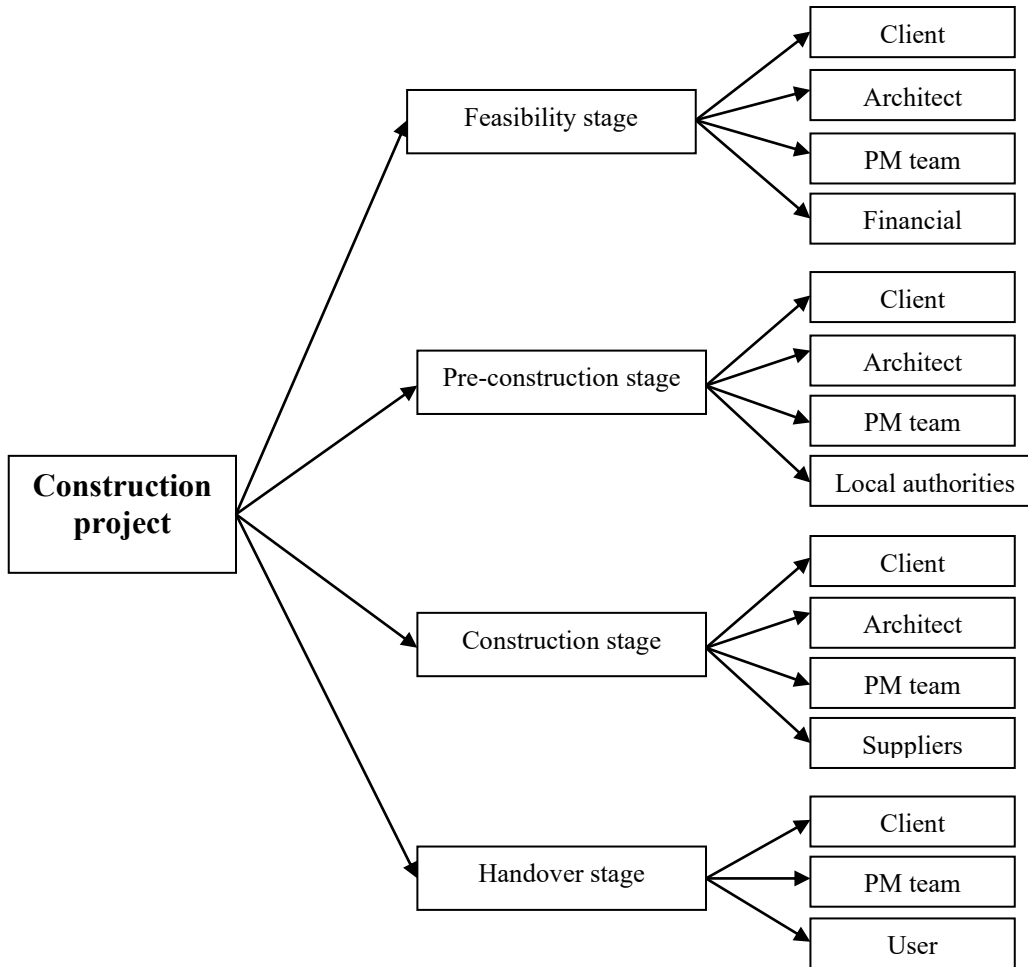 Client
Architect
Feasibility stage
PM team
Financial
Client
Architect
Pre-construction stage
PM team
Local authorities
Construction
project
Client
Architect
Construction stage
PM team
Suppliers
Client
Handover stage
PM team
User